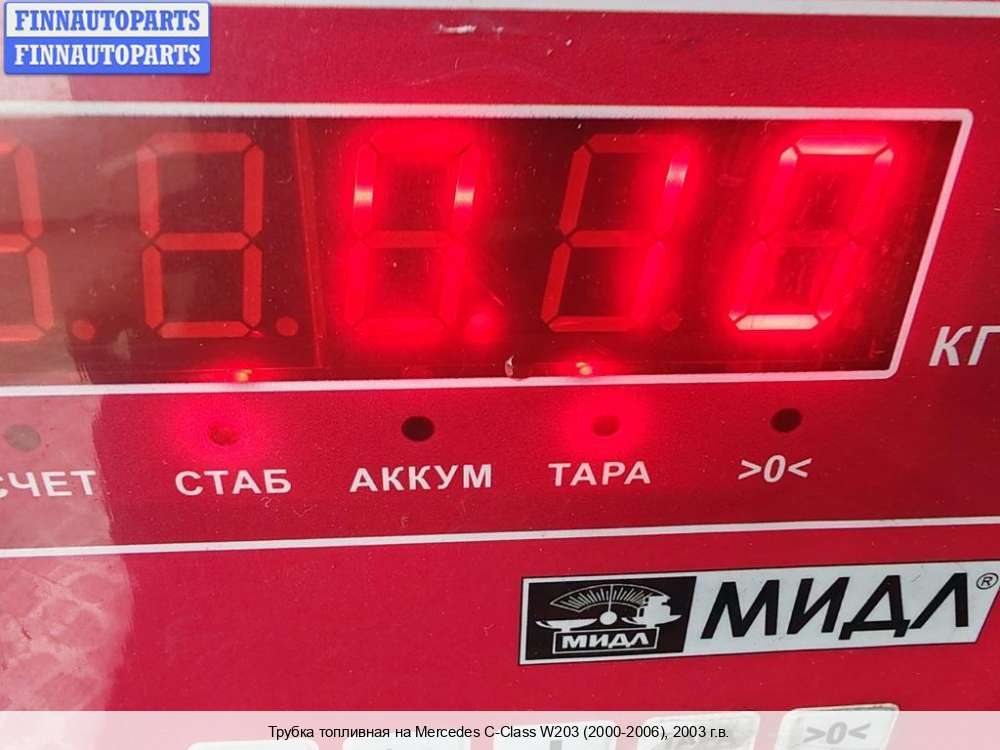 FINNAUTOPARTS
FINNAUTOPARTS
0.10
КГ
СЧЕТ СТАБ АККУМ ТАРА >0<
МИДЛ МИДЛ®
>0<
Трубка топливная на Mercedes C-Class W203 (2000-2006), 2003 г.в.